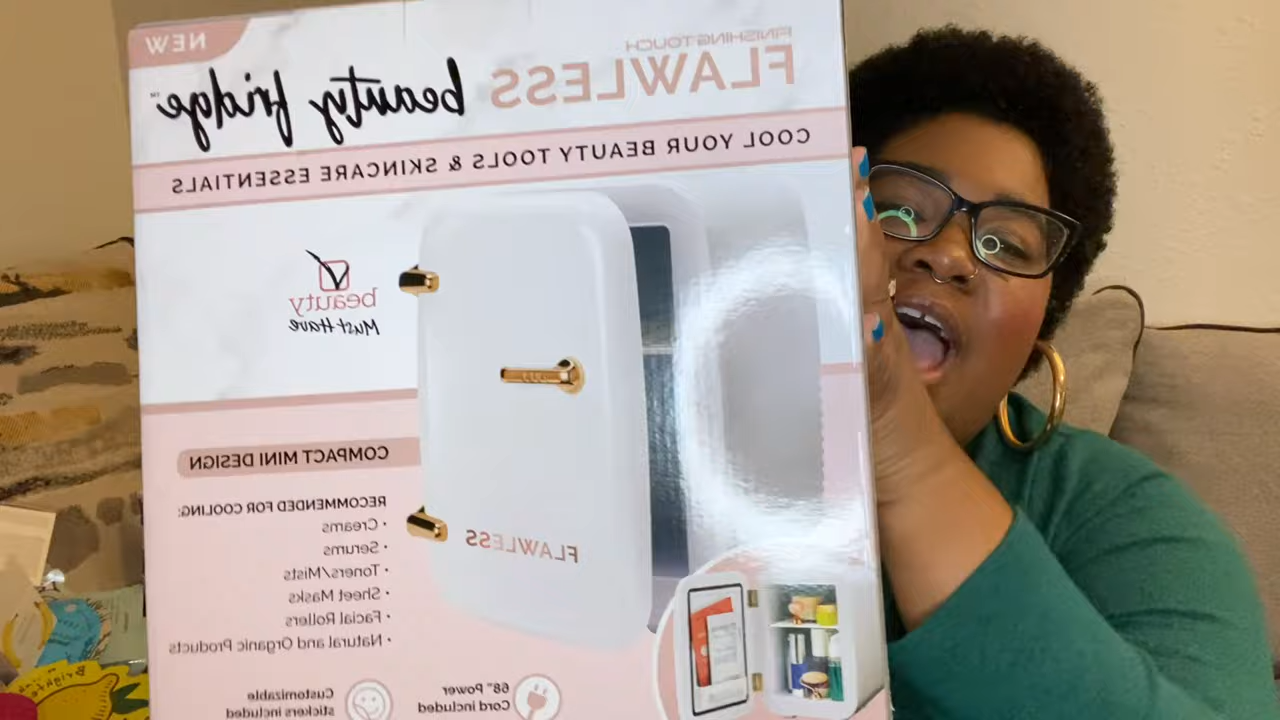 NEW
FINISHING TOUCH
FLAWLESS beauty fridge™
COOL YOUR BEAUTY TOOLS & SKINCARE ESSENTIALS
beauty
Must Have
COMPACT MINI DESIGN
RECOMMENDED FOR COOLING:
• Creams
• Serums
• Toners/Mists
• Sheet Masks
• Facial Rollers
• Natural and Organic Products
FLAWLESS
68" Power
Cord included
Customizable
stickers included
Brightening